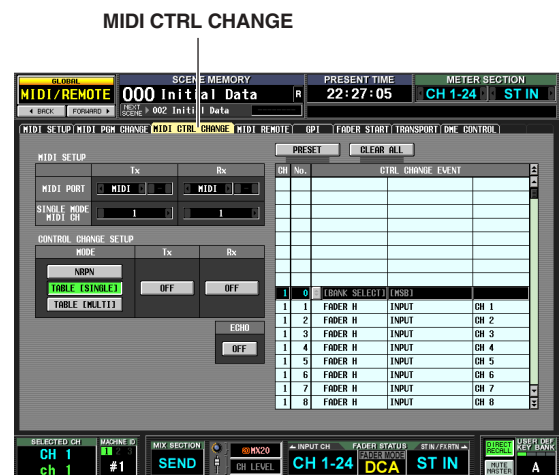 MIDI CTRL CHANGE
GLOBAL
MIDI/REMOTE
BACK FORWARD
SCENE MEMORY
000 Initial Data R
NEXT SCENE 002 Initial Data
PRESENT TIME
22:27:05
METER SECTION
CH 1-24 ST IN
MIDI SETUP MIDI PGM CHANGE MIDI CTRL CHANGE MIDI REMOTE GPI FADER START TRANSPORT DME CONTROL
PRESET CLEAR ALL
MIDI SETUP
Tx Rx
MIDI PORT MIDI - MIDI -
SINGLE MODE MIDI CH 1 1
CONTROL CHANGE SETUP
MODE Tx Rx
NRPN
TABLE [SINGLE] OFF OFF
TABLE [MULTI]
ECHO
OFF
CH No. CTRL CHANGE EVENT
1 0 [BANK SELECT] [MSB]
1 1 FADER H INPUT CH 1
1 2 FADER H INPUT CH 2
1 3 FADER H INPUT CH 3
1 4 FADER H INPUT CH 4
1 5 FADER H INPUT CH 5
1 6 FADER H INPUT CH 6
1 7 FADER H INPUT CH 7
1 8 FADER H INPUT CH 8
SELECTED CH
CH 1
ch 1
MACHINE ID
1 2 3
#1
MIX SECTION
SEND
MX20
CH LEVEL
INPUT CH
CH 1-24
FADER STATUS
FADER MODE
DCA
ST IN/FXRTN
ST IN
DIRECT RECALL
MUTE MASTER
USER DEF KEY BANK
A